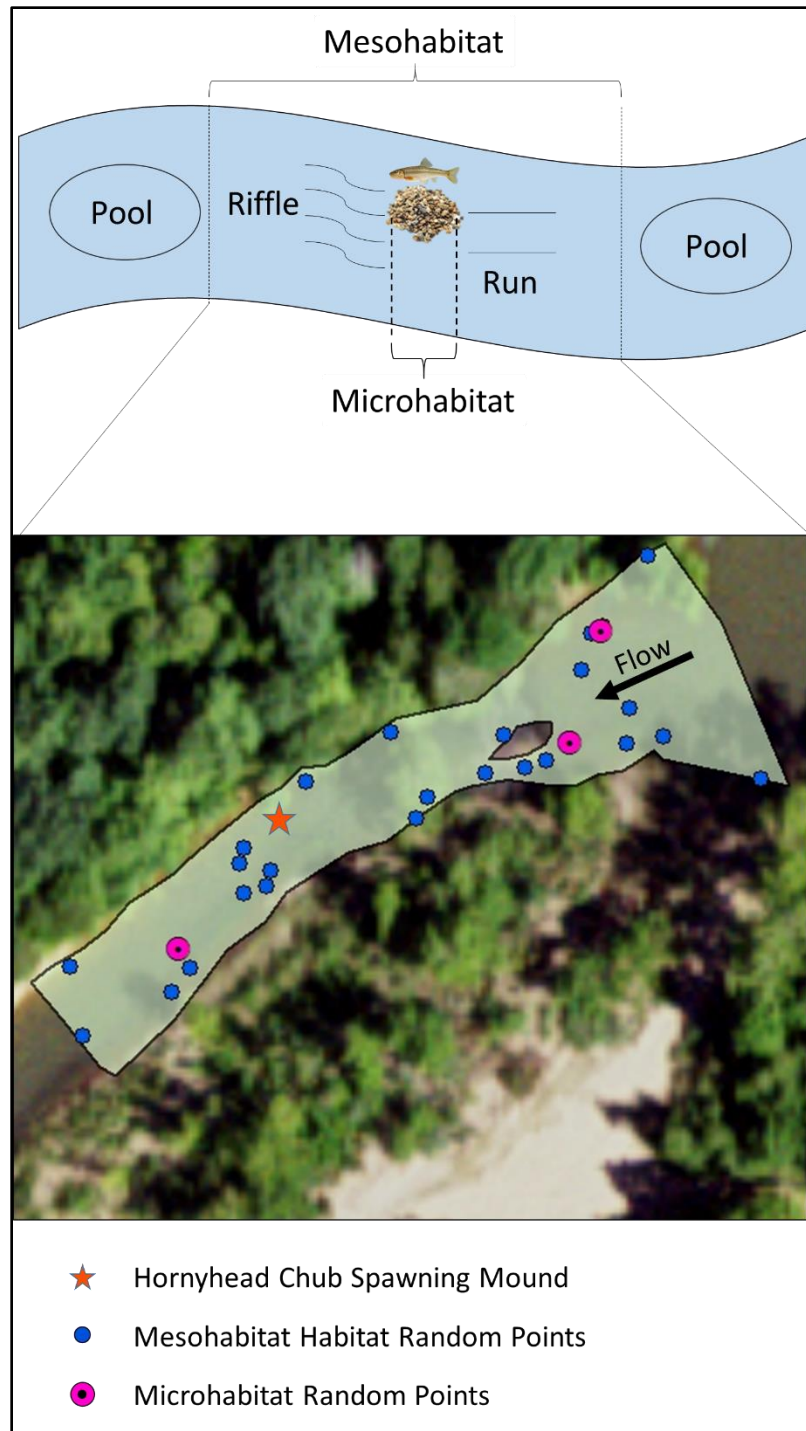 Mesohabitat
Pool
Riffle
Run
Pool
Microhabitat
Flow
Hornyhead Chub Spawning Mound
Mesohabitat Habitat Random Points
Microhabitat Random Points